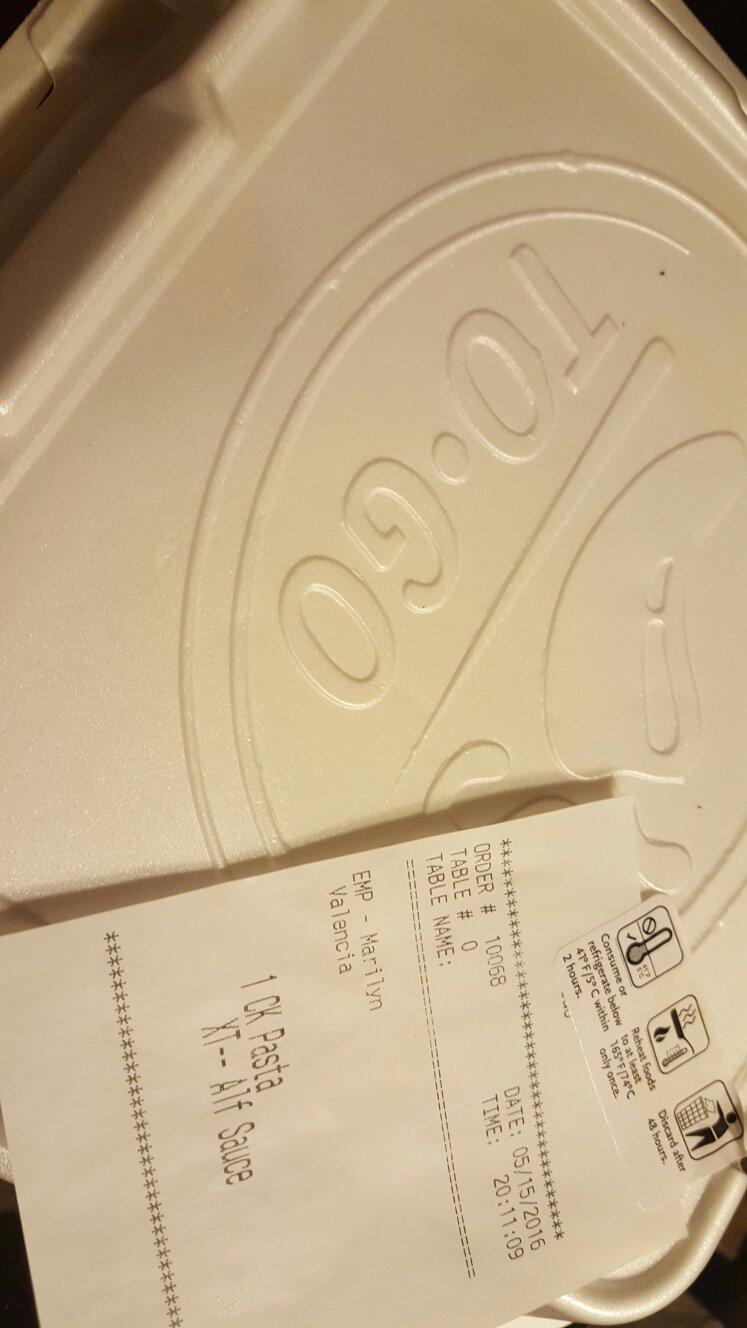 TO·GO
****************************************
ORDER # 10068 DATE: 05/15/2016
TABLE # 0 TIME: 20:11:09
TABLE NAME:
========================================
EMP - Marilyn
Valencia
1 CK Pasta
XT-- Alf Sauce
****************************************
Consume or
refrigerate below
41°F/5°C within
2 hours.
Reheat foods
to at least
165°F/74°C
only once.
Discard after
48 hours.